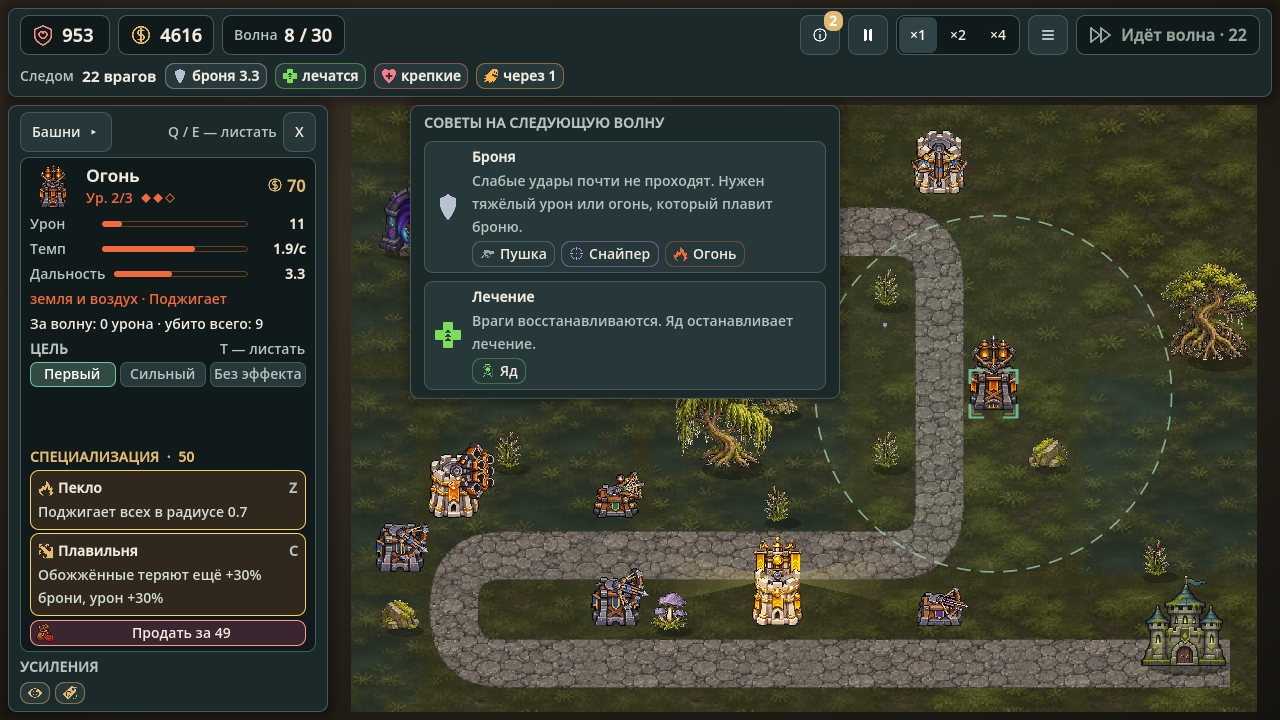 953
4616
Волна 8 / 30
2
×1
×2
×4
Идёт волна · 22
Следом 22 врагов
броня 3.3
лечатся
крепкие
через 1
Башни
Q / E — листать
X
Огонь
Ур. 2/3
70
Урон 11
Темп 1.9/с
Дальность 3.3
земля и воздух · Поджигает
За волну: 0 урона · убито всего: 9
ЦЕЛЬ
T — листать
Первый
Сильный
Без эффекта
СПЕЦИАЛИЗАЦИЯ · 50
Пекло Z
Поджигает всех в радиусе 0.7
Плавильня C
Обожжённые теряют ещё +30%
брони, урон +30%
Продать за 49
УСИЛЕНИЯ
СОВЕТЫ НА СЛЕДУЮЩУЮ ВОЛНУ
Броня
Слабые удары почти не проходят. Нужен
тяжёлый урон или огонь, который плавит
броню.
Пушка
Снайпер
Огонь
Лечение
Враги восстанавливаются. Яд останавливает
лечение.
Яд